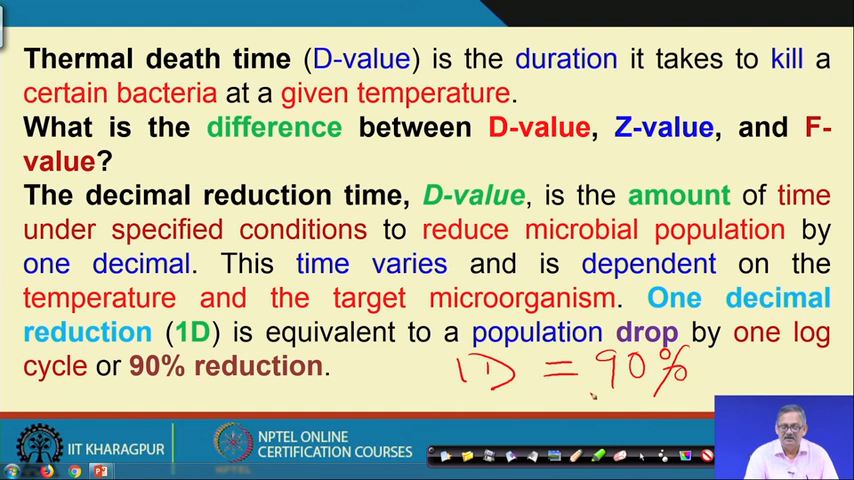 Thermal death time (D-value) is the duration it takes to kill a
certain bacteria at a given temperature.
What is the difference between D-value, Z-value, and F-
value?
The decimal reduction time, D-value, is the amount of time
under specified conditions to reduce microbial population by
one decimal. This time varies and is dependent on the
temperature and the target microorganism. One decimal
reduction (1D) is equivalent to a population drop by one log
cycle or 90% reduction.
1D = 90%
IIT KHARAGPUR
NPTEL
NPTEL ONLINE
CERTIFICATION COURSES